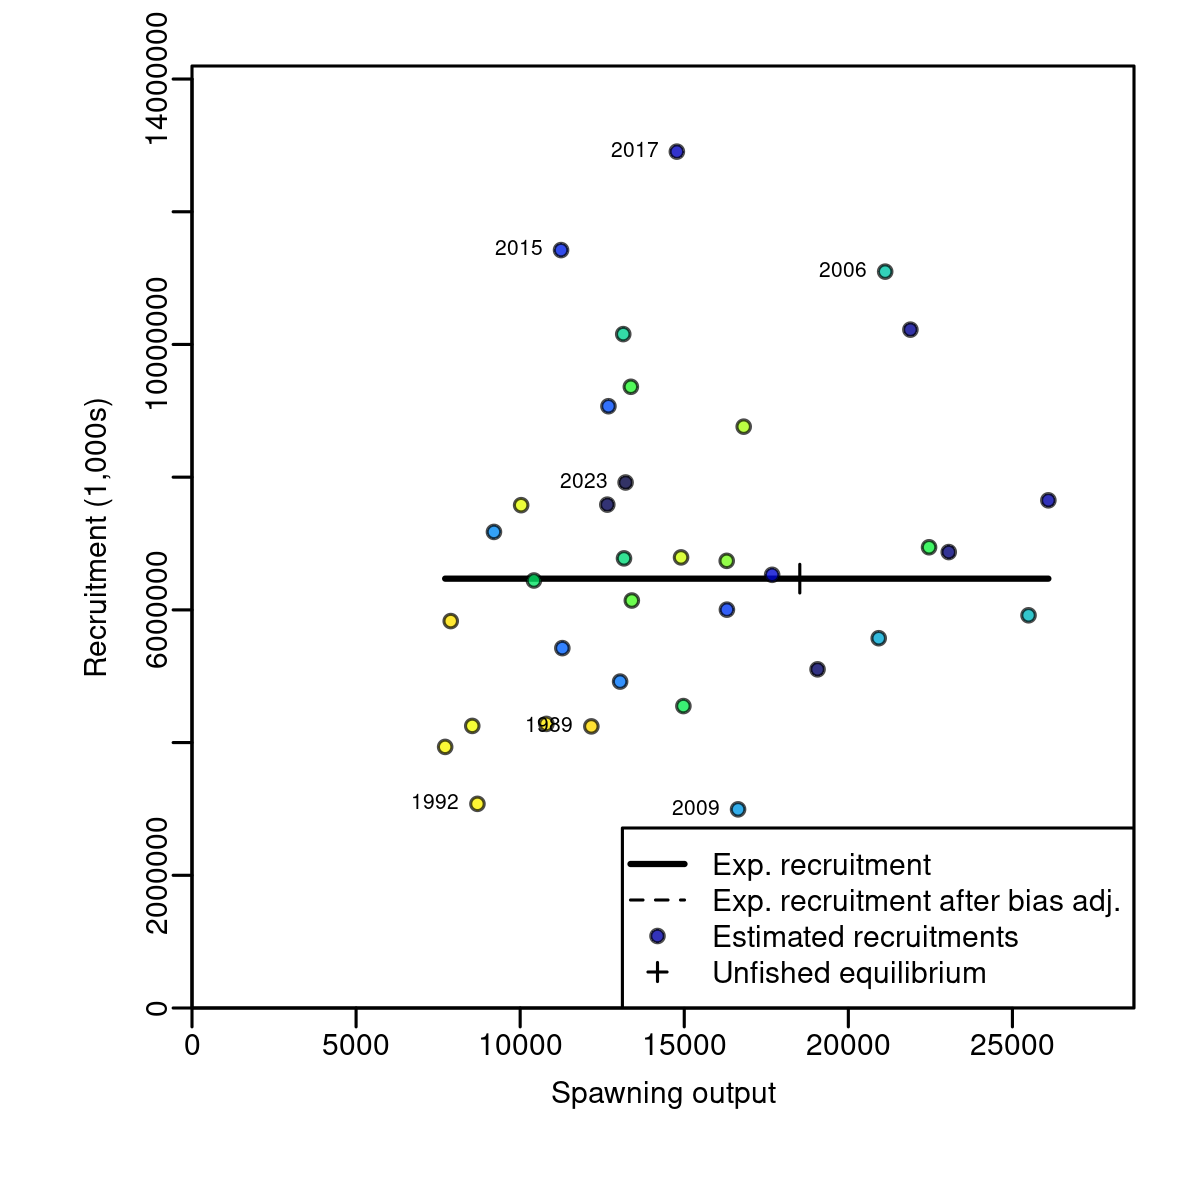 14000000
10000000
6000000
2000000
0
Recruitment (1,000s)
2017
2015
2006
2023
1989
1992
2009
Exp. recruitment
Exp. recruitment after bias adj.
Estimated recruitments
Unfished equilibrium
0 5000 10000 15000 20000 25000
Spawning output